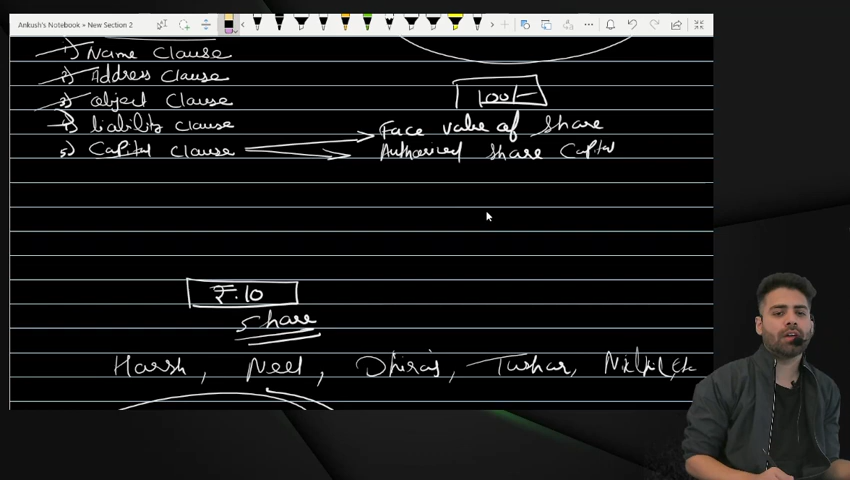 Ankush's Notebook • New Section 2
1) Name Clause
2) Address Clause
3) Object Clause
100/-
4) liability clause
Face value of Share
5) Capital Clause
Authorised Share Capital
₹.10
Share
Harsh, Neel, Dhiraj, Tushar, Nikhil, etc